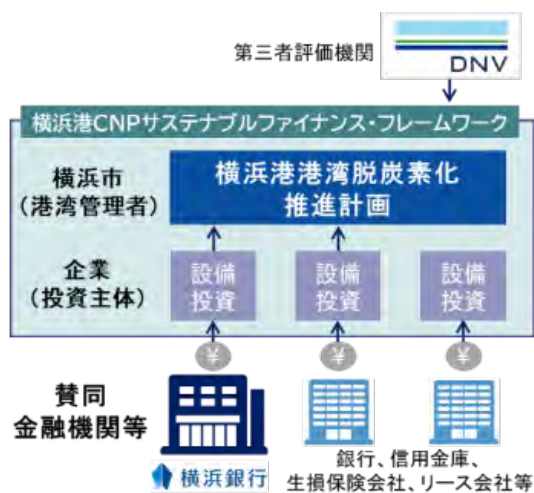 第三者評価機関
DNV
横浜港CNPサステナブルファイナンス・フレームワーク
横浜市
（港湾管理者）
横浜港港湾脱炭素化
推進計画
企業
（投資主体）
設備
投資
設備
投資
設備
投資
¥
¥
¥
賛同
金融機関等
横浜銀行
銀行、信用金庫、
生損保険会社、リース会社等